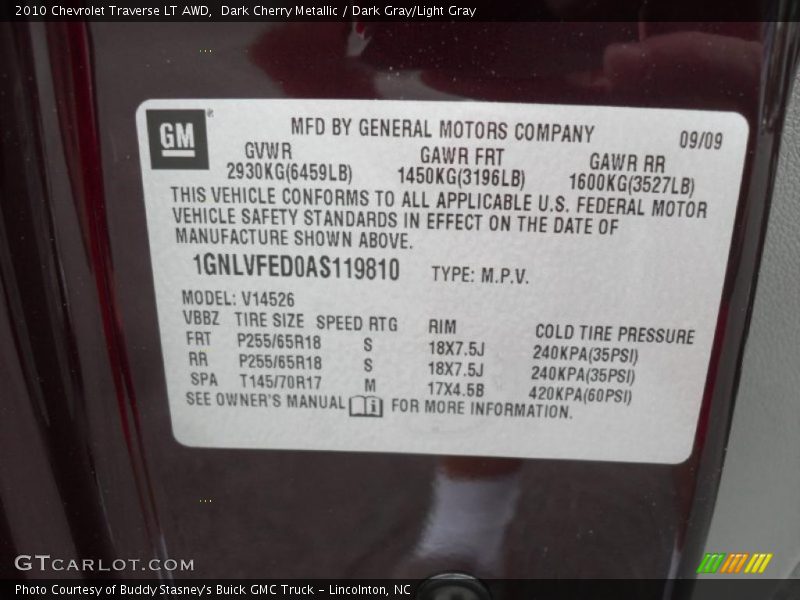 2010 Chevrolet Traverse LT AWD, Dark Cherry Metallic / Dark Gray/Light Gray
GM ®
MFD BY GENERAL MOTORS COMPANY 09/09
GVWR GAWR FRT GAWR RR
2930KG(6459LB) 1450KG(3196LB) 1600KG(3527LB)
THIS VEHICLE CONFORMS TO ALL APPLICABLE U.S. FEDERAL MOTOR
VEHICLE SAFETY STANDARDS IN EFFECT ON THE DATE OF
MANUFACTURE SHOWN ABOVE.
1GNLVFED0AS119810 TYPE: M.P.V.
MODEL: V14526
VBBZ TIRE SIZE SPEED RTG RIM COLD TIRE PRESSURE
FRT P255/65R18 S 18X7.5J 240KPA(35PSI)
RR P255/65R18 S 18X7.5J 240KPA(35PSI)
SPA T145/70R17 M 17X4.5B 420KPA(60PSI)
SEE OWNER'S MANUAL i FOR MORE INFORMATION.
GTCARLOT.COM
Photo Courtesy of Buddy Stasney's Buick GMC Truck - Lincolnton, NC